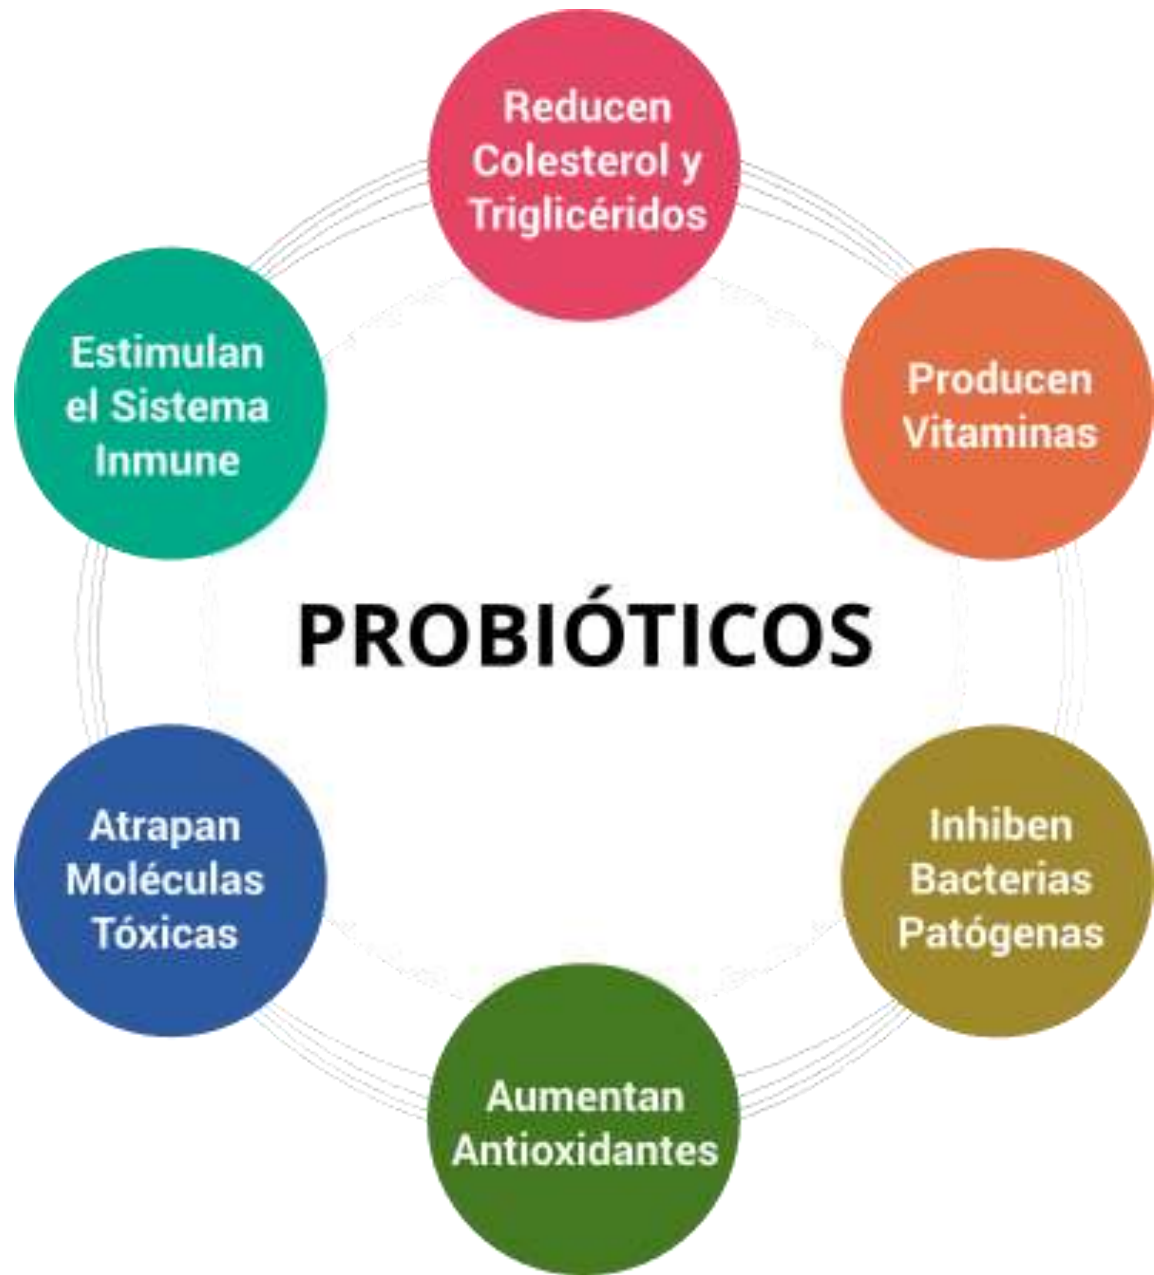 Reducen
Colesterol y
Triglicéridos
Producen
Vitaminas
Inhiben
Bacterias
Patógenas
Aumentan
Antioxidantes
Atrapan
Moléculas
Tóxicas
Estimulan
el Sistema
Inmune
PROBIÓTICOS